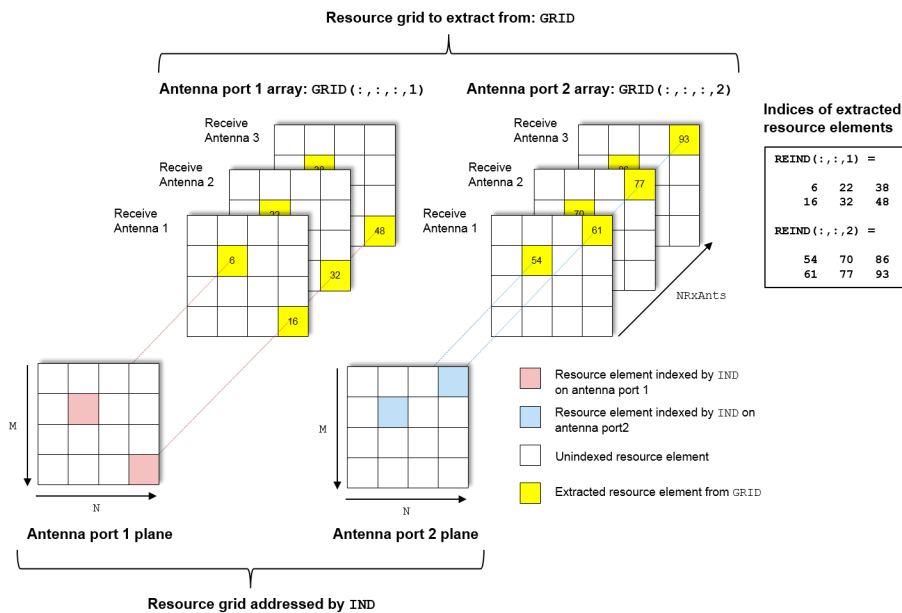 Resource grid to extract from: GRID
Antenna port 1 array: GRID(:,:,:,1)
Antenna port 2 array: GRID(:,:,:,2)
Receive
Antenna 3
Receive
Antenna 2
Receive
Antenna 1
38
22
6
48
32
16
Receive
Antenna 3
Receive
Antenna 2
Receive
Antenna 1
93
77
70
61
54
NRxAnts
Indices of extracted
resource elements
REIND(:,:,1) =
6 22 38
16 32 48
REIND(:,:,2) =
54 70 86
61 77 93
M
N
Antenna port 1 plane
M
N
Antenna port 2 plane
Resource element indexed by IND
on antenna port 1
Resource element indexed by IND on
antenna port2
Unindexed resource element
Extracted resource element from GRID
Resource grid addressed by IND